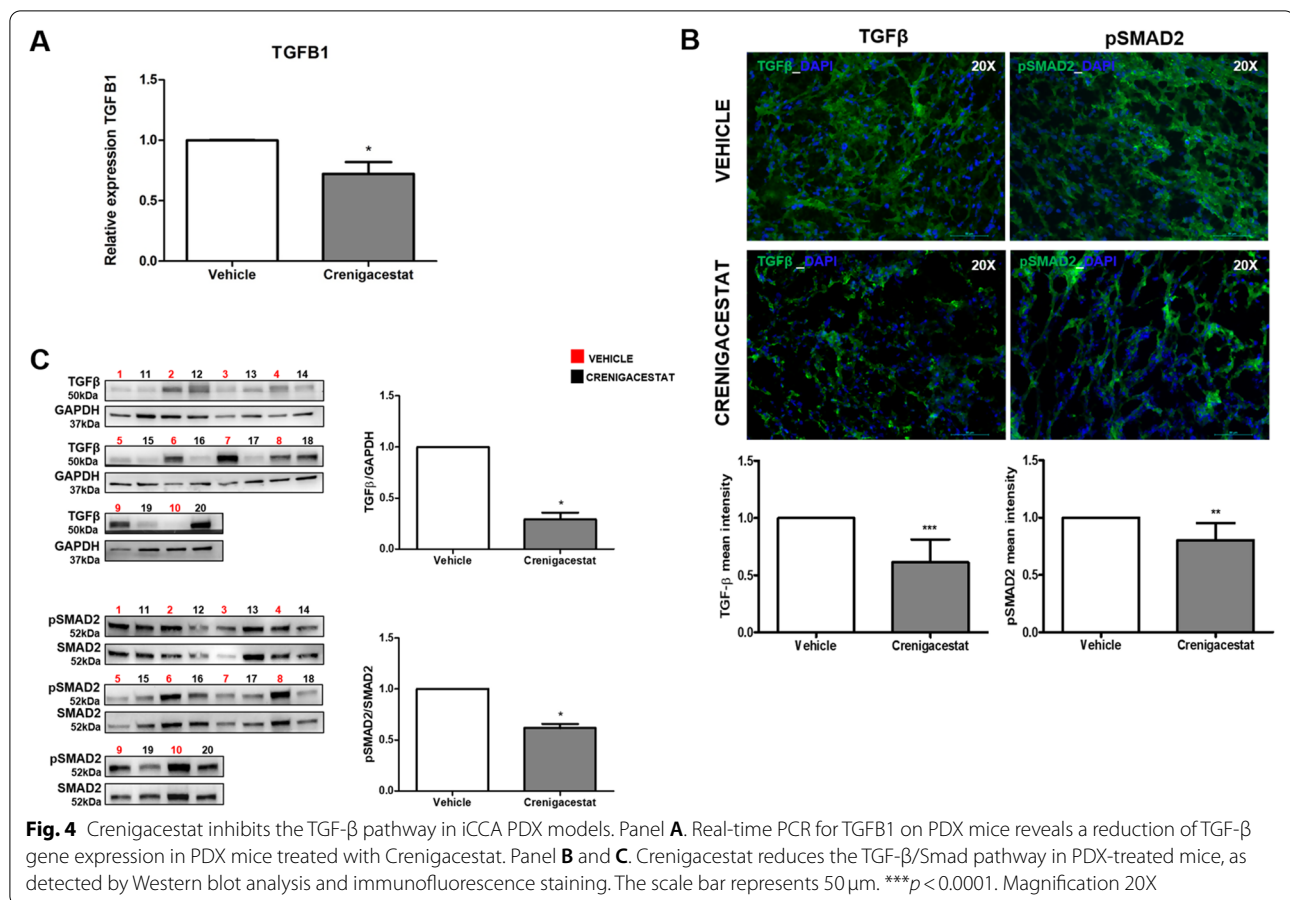 A
TGFB1
Relative expression TGF B1
1.5
1.0
0.5
0.0
*
Vehicle
Crenigacestat
B
TGFβ
pSMAD2
VEHICLE
TGFβ_DAPI
20X
pSMAD2_DAPI
20X
CRENIGACESTAT
TGFβ_DAPI
20X
pSMAD2_DAPI
20X
TGF-β mean intensity
1.5
1.0
0.5
0.0
***
Vehicle
Crenigacestat
pSMAD2 mean intensity
1.5
1.0
0.5
0.0
**
Vehicle
Crenigacestat
C
VEHICLE
CRENIGACESTAT
1 11 2 12 3 13 4 14
TGFβ
50kDa
GAPDH
37kDa
5 15 6 16 7 17 8 18
TGFβ
50kDa
GAPDH
37kDa
9 19 10 20
TGFβ
50kDa
GAPDH
37kDa
TGFβ/GAPDH
1.5
1.0
0.5
0.0
*
Vehicle
Crenigacestat
1 11 2 12 3 13 4 14
pSMAD2
52kDa
SMAD2
52kDa
5 15 6 16 7 17 8 18
pSMAD2
52kDa
SMAD2
52kDa
9 19 10 20
pSMAD2
52kDa
SMAD2
52kDa
pSMAD2/SMAD2
1.5
1.0
0.5
0.0
*
Vehicle
Crenigacestat
Fig. 4 Crenigacestat inhibits the TGF-β pathway in iCCA PDX models. Panel A. Real-time PCR for TGFB1 on PDX mice reveals a reduction of TGF-β
gene expression in PDX mice treated with Crenigacestat. Panel B and C. Crenigacestat reduces the TGF-β/Smad pathway in PDX-treated mice, as
detected by Western blot analysis and immunofluorescence staining. The scale bar represents 50 μm. ***p < 0.0001. Magnification 20X